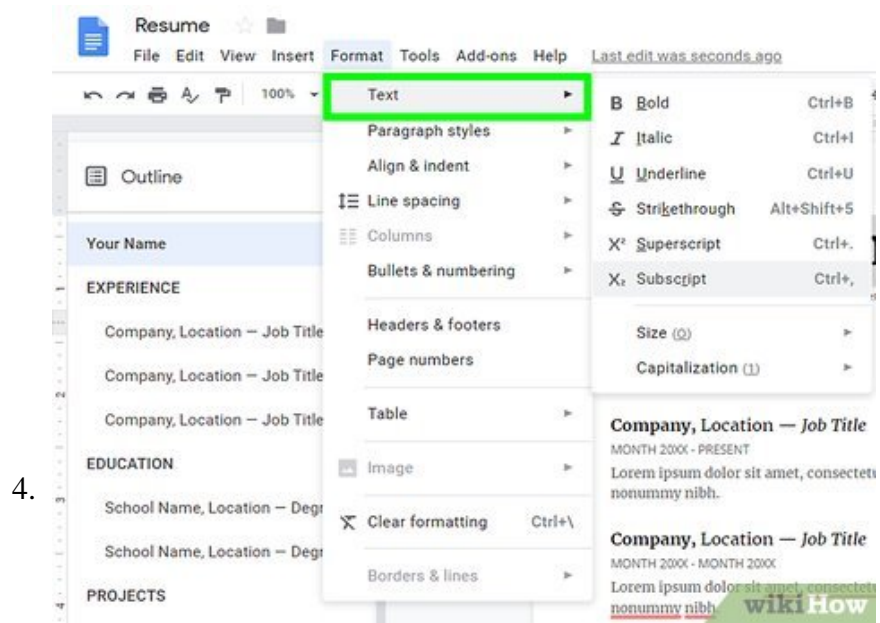 Resume
File Edit View Insert Format Tools Add-ons Help Last edit was seconds ago
100%
Text
Paragraph styles
Align & indent
Line spacing
Columns
Bullets & numbering
Headers & footers
Page numbers
Table
Image
Clear formatting Ctrl+\
Borders & lines
B Bold Ctrl+B
I Italic Ctrl+I
U Underline Ctrl+U
S Strikethrough Alt+Shift+5
X² Superscript Ctrl+.
X₂ Subscript Ctrl+,
Size (O)
Capitalization (1)
Outline
Your Name
EXPERIENCE
Company, Location — Job Title
Company, Location — Job Title
Company, Location — Job Title
EDUCATION
4.
School Name, Location — Degr
School Name, Location — Degr
PROJECTS
1
2
3
4
Company, Location — Job Title
MONTH 20XX - PRESENT
Lorem ipsum dolor sit amet, consectetu
nonummy nibh.
Company, Location — Job Title
MONTH 20XX - MONTH 20XX
Lorem ipsum dolor sit amet, consectetu
nonummy nibh
wikiHow